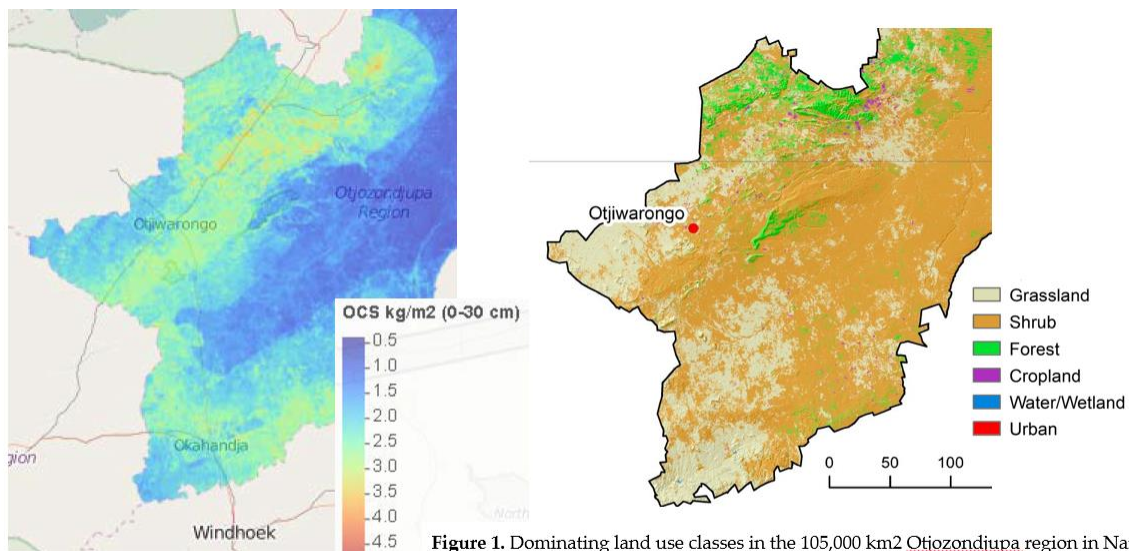 Otjozondjupa
Region
Otjiwarongo
OCS kg/m2 (0-30 cm)
0.5
1.0
1.5
2.0
2.5
3.0
3.5
4.0
4.5
Okahandja
gion
Windhoek
North
Otjiwarongo
Grassland
Shrub
Forest
Cropland
Water/Wetland
Urban
0 50 100
Figure 1. Dominating land use classes in the 105,000 km2 Otjozondjupa region in Na